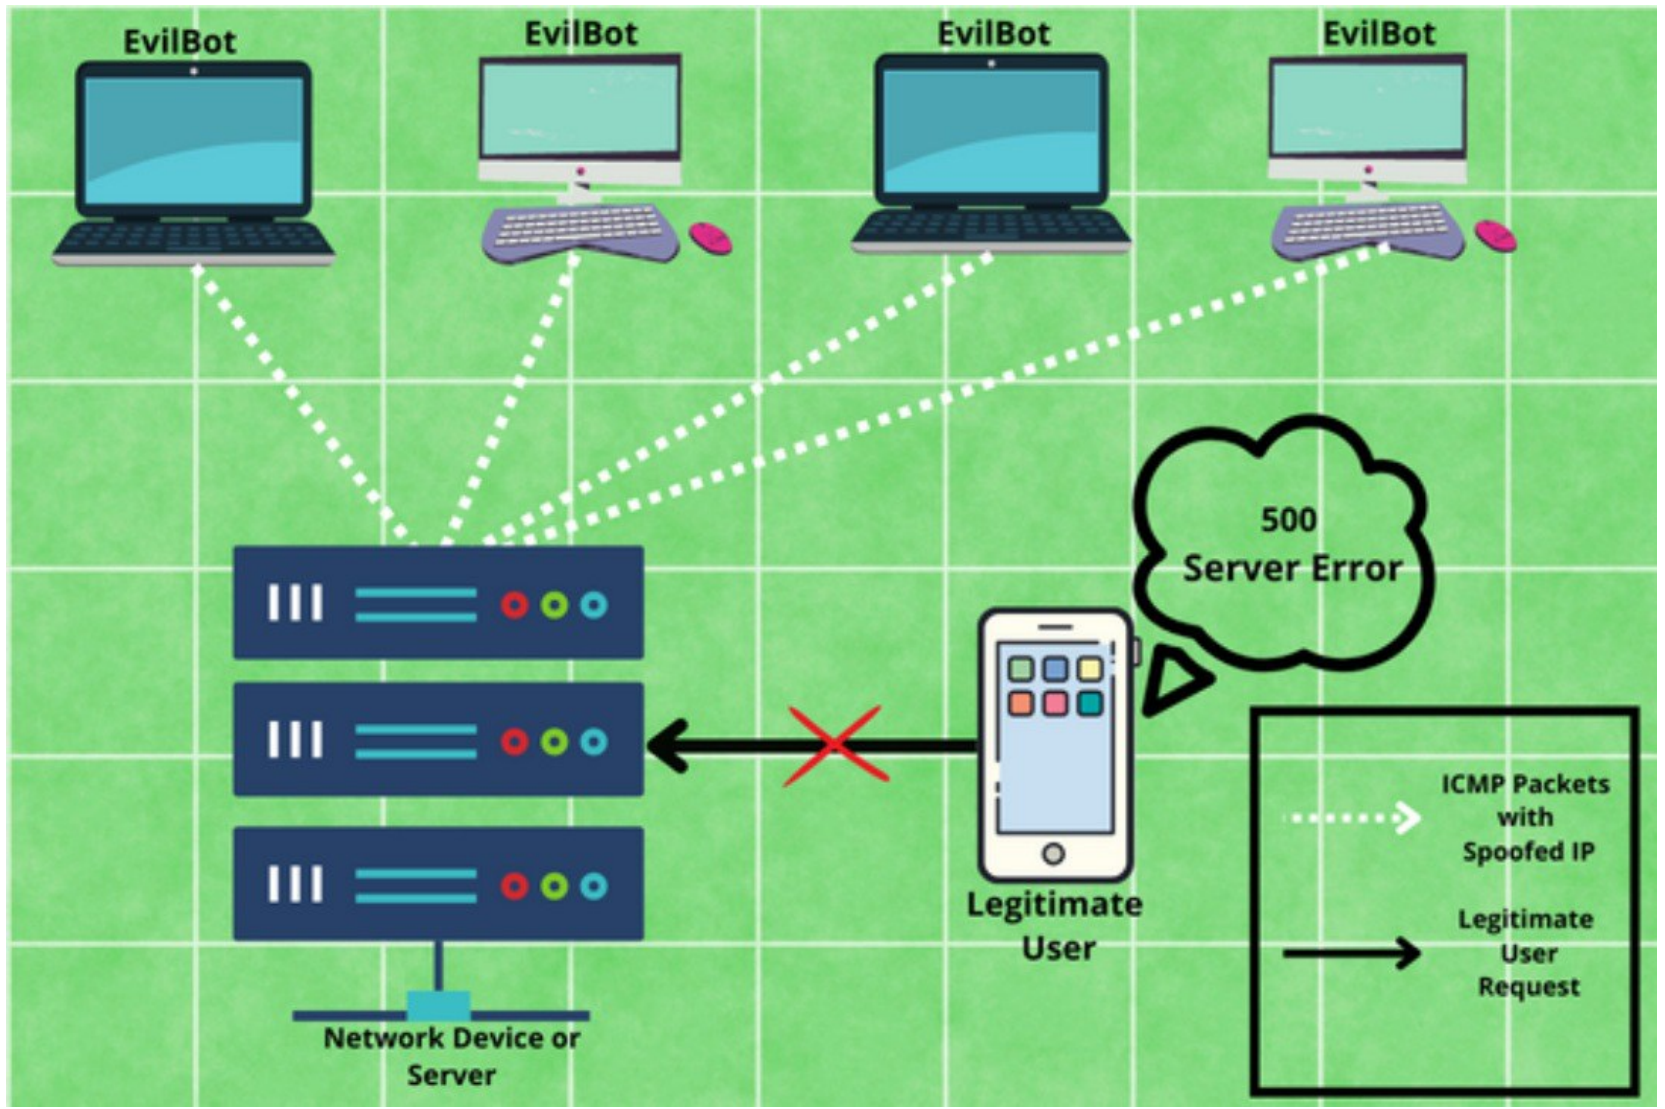 EvilBot
EvilBot
EvilBot
EvilBot
500
Server Error
Legitimate
User
Network Device or
Server
ICMP Packets
with
Spoofed IP
Legitimate
User
Request